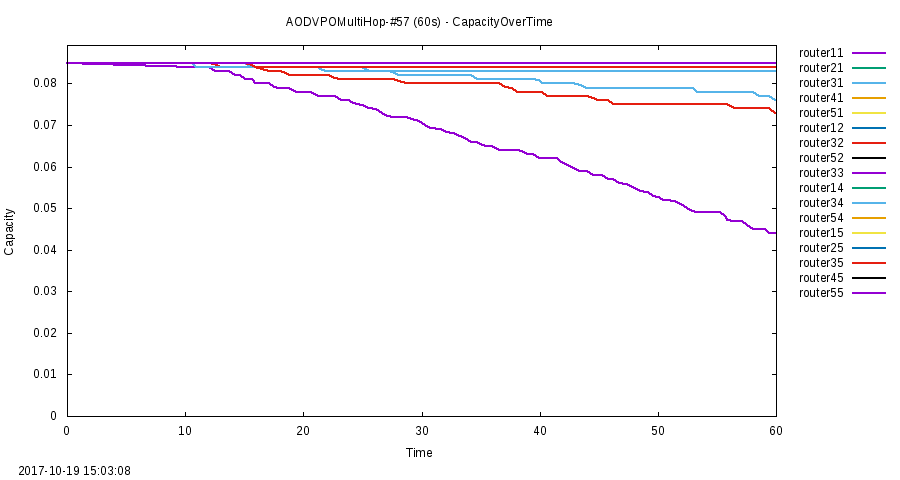 AODVPOMultiHop-#57 (60s) - CapacityOverTime
router11
router21
router31
router41
router51
router12
router32
router52
router33
router14
router34
router54
router15
router25
router35
router45
router55
Capacity
0.08
0.07
0.06
0.05
0.04
0.03
0.02
0.01
0
0 10 20 30 40 50 60
Time
2017-10-19 15:03:08